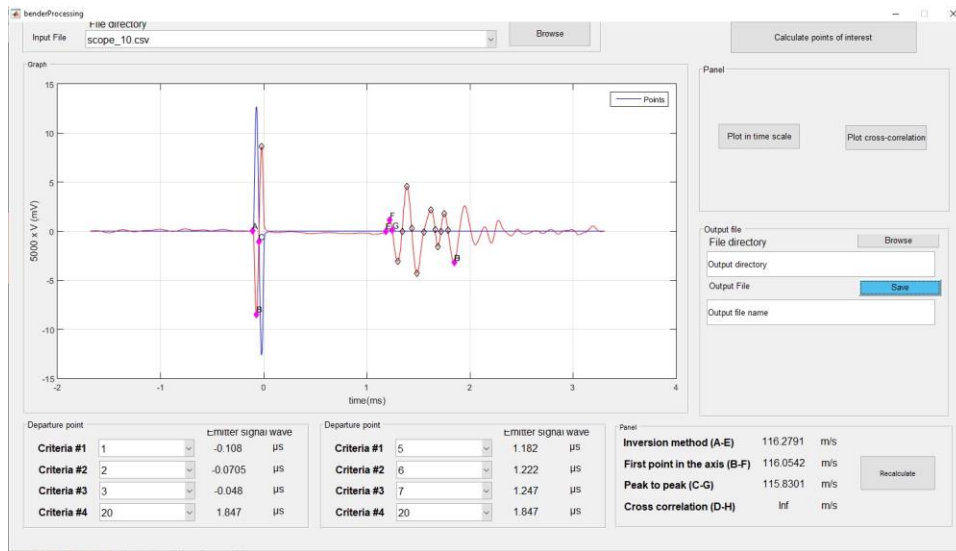 benderProcessing
File directory
Input File scope_10.csv Browse Calculate points of interest
Graph
Panel
Points
Plot in time scale Plot cross-correlation
15
10
5
0
-5
-10
-15
5000 x V (mV)
A
B
C
E
F
G
-2 -1 0 1 2 3 4
time(ms)
Output file
File directory Browse
Output directory
Output File Save
Output file name
Departure point
Emitter signal wave
Criteria #1 1 -0.108 µs
Criteria #2 2 -0.0705 µs
Criteria #3 3 -0.048 µs
Criteria #4 20 1.847 µs
Departure point
Emitter signal wave
Criteria #1 5 1.182 µs
Criteria #2 6 1.222 µs
Criteria #3 7 1.247 µs
Criteria #4 20 1.847 µs
Panel
Inversion method (A-E) 116.2791 m/s
First point in the axis (B-F) 116.0542 m/s
Peak to peak (C-G) 115.8301 m/s
Cross correlation (D-H) Inf m/s
Recalculate